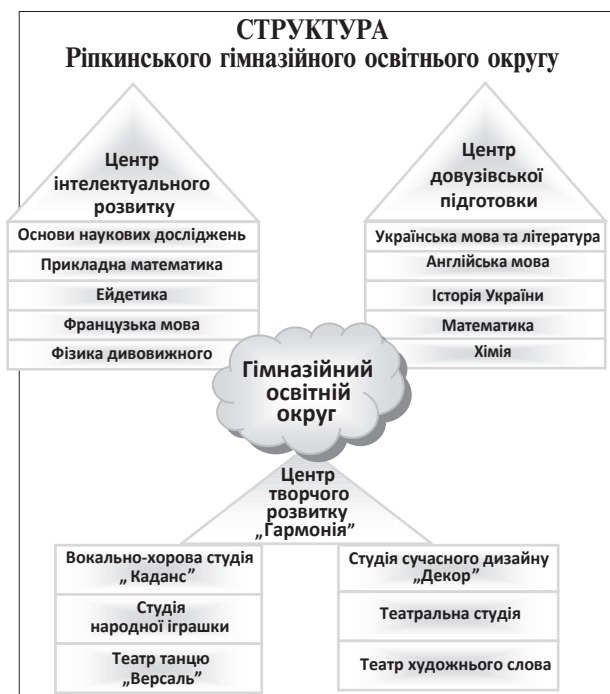 СТРУКТУРА
Ріпкинського гімназійного освітнього округу
Центр
інтелектуального
розвитку
Основи наукових досліджень
Прикладна математика
Ейдетика
Французька мова
Фізика дивовижного
Центр
довузівської
підготовки
Українська мова та література
Англійська мова
Історія України
Математика
Хімія
Гімназійний
освітній
округ
Центр
творчого
розвитку
„Гармонія”
Вокально-хорова студія
„ Каданс”
Студія
народної іграшки
Театр танцю
„Версаль”
Студія сучасного дизайну
„Декор”
Театральна студія
Театр художнього слова